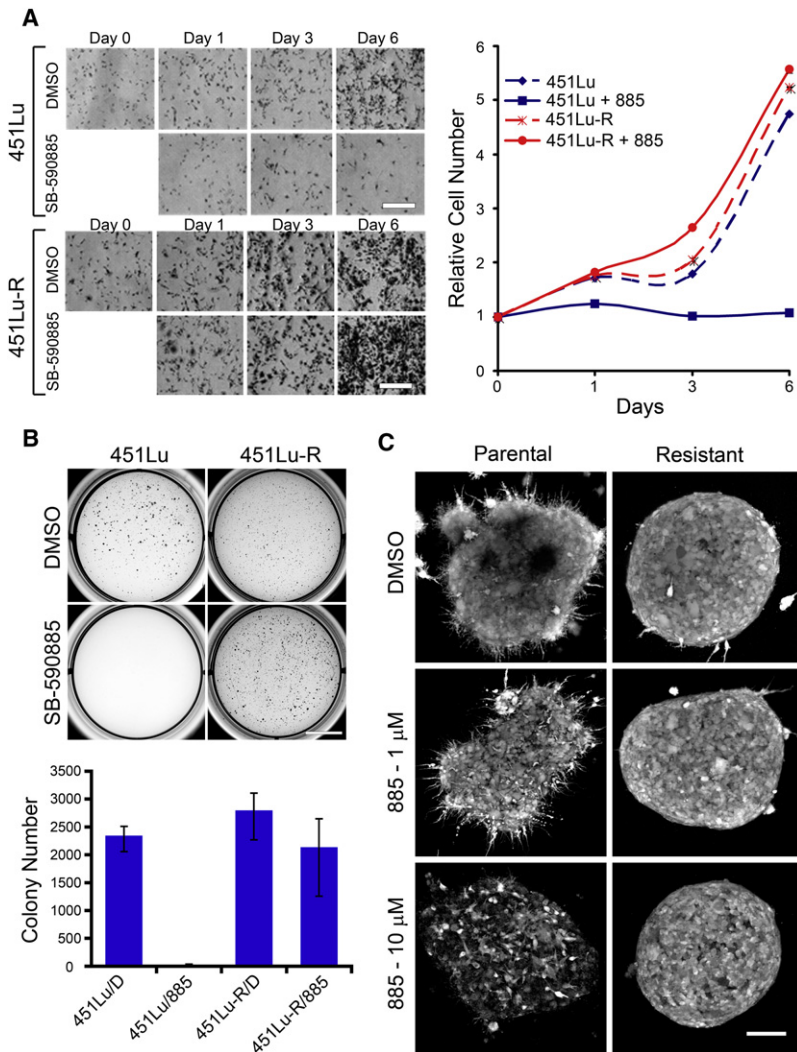 A
Day 0 Day 1 Day 3 Day 6
451Lu
DMSO
SB-590885
Day 0 Day 1 Day 3 Day 6
451Lu-R
DMSO
SB-590885
Relative Cell Number
6
5
4
3
2
1
0
0 1 3 6
Days
451Lu
451Lu + 885
451Lu-R
451Lu-R + 885
B
451Lu 451Lu-R
DMSO
SB-590885
Colony Number
3500
3000
2500
2000
1500
1000
500
0
451Lu/D
451Lu/885
451Lu-R/D
451Lu-R/885
C
Parental Resistant
DMSO
885 - 1 µM
885 - 10 µM